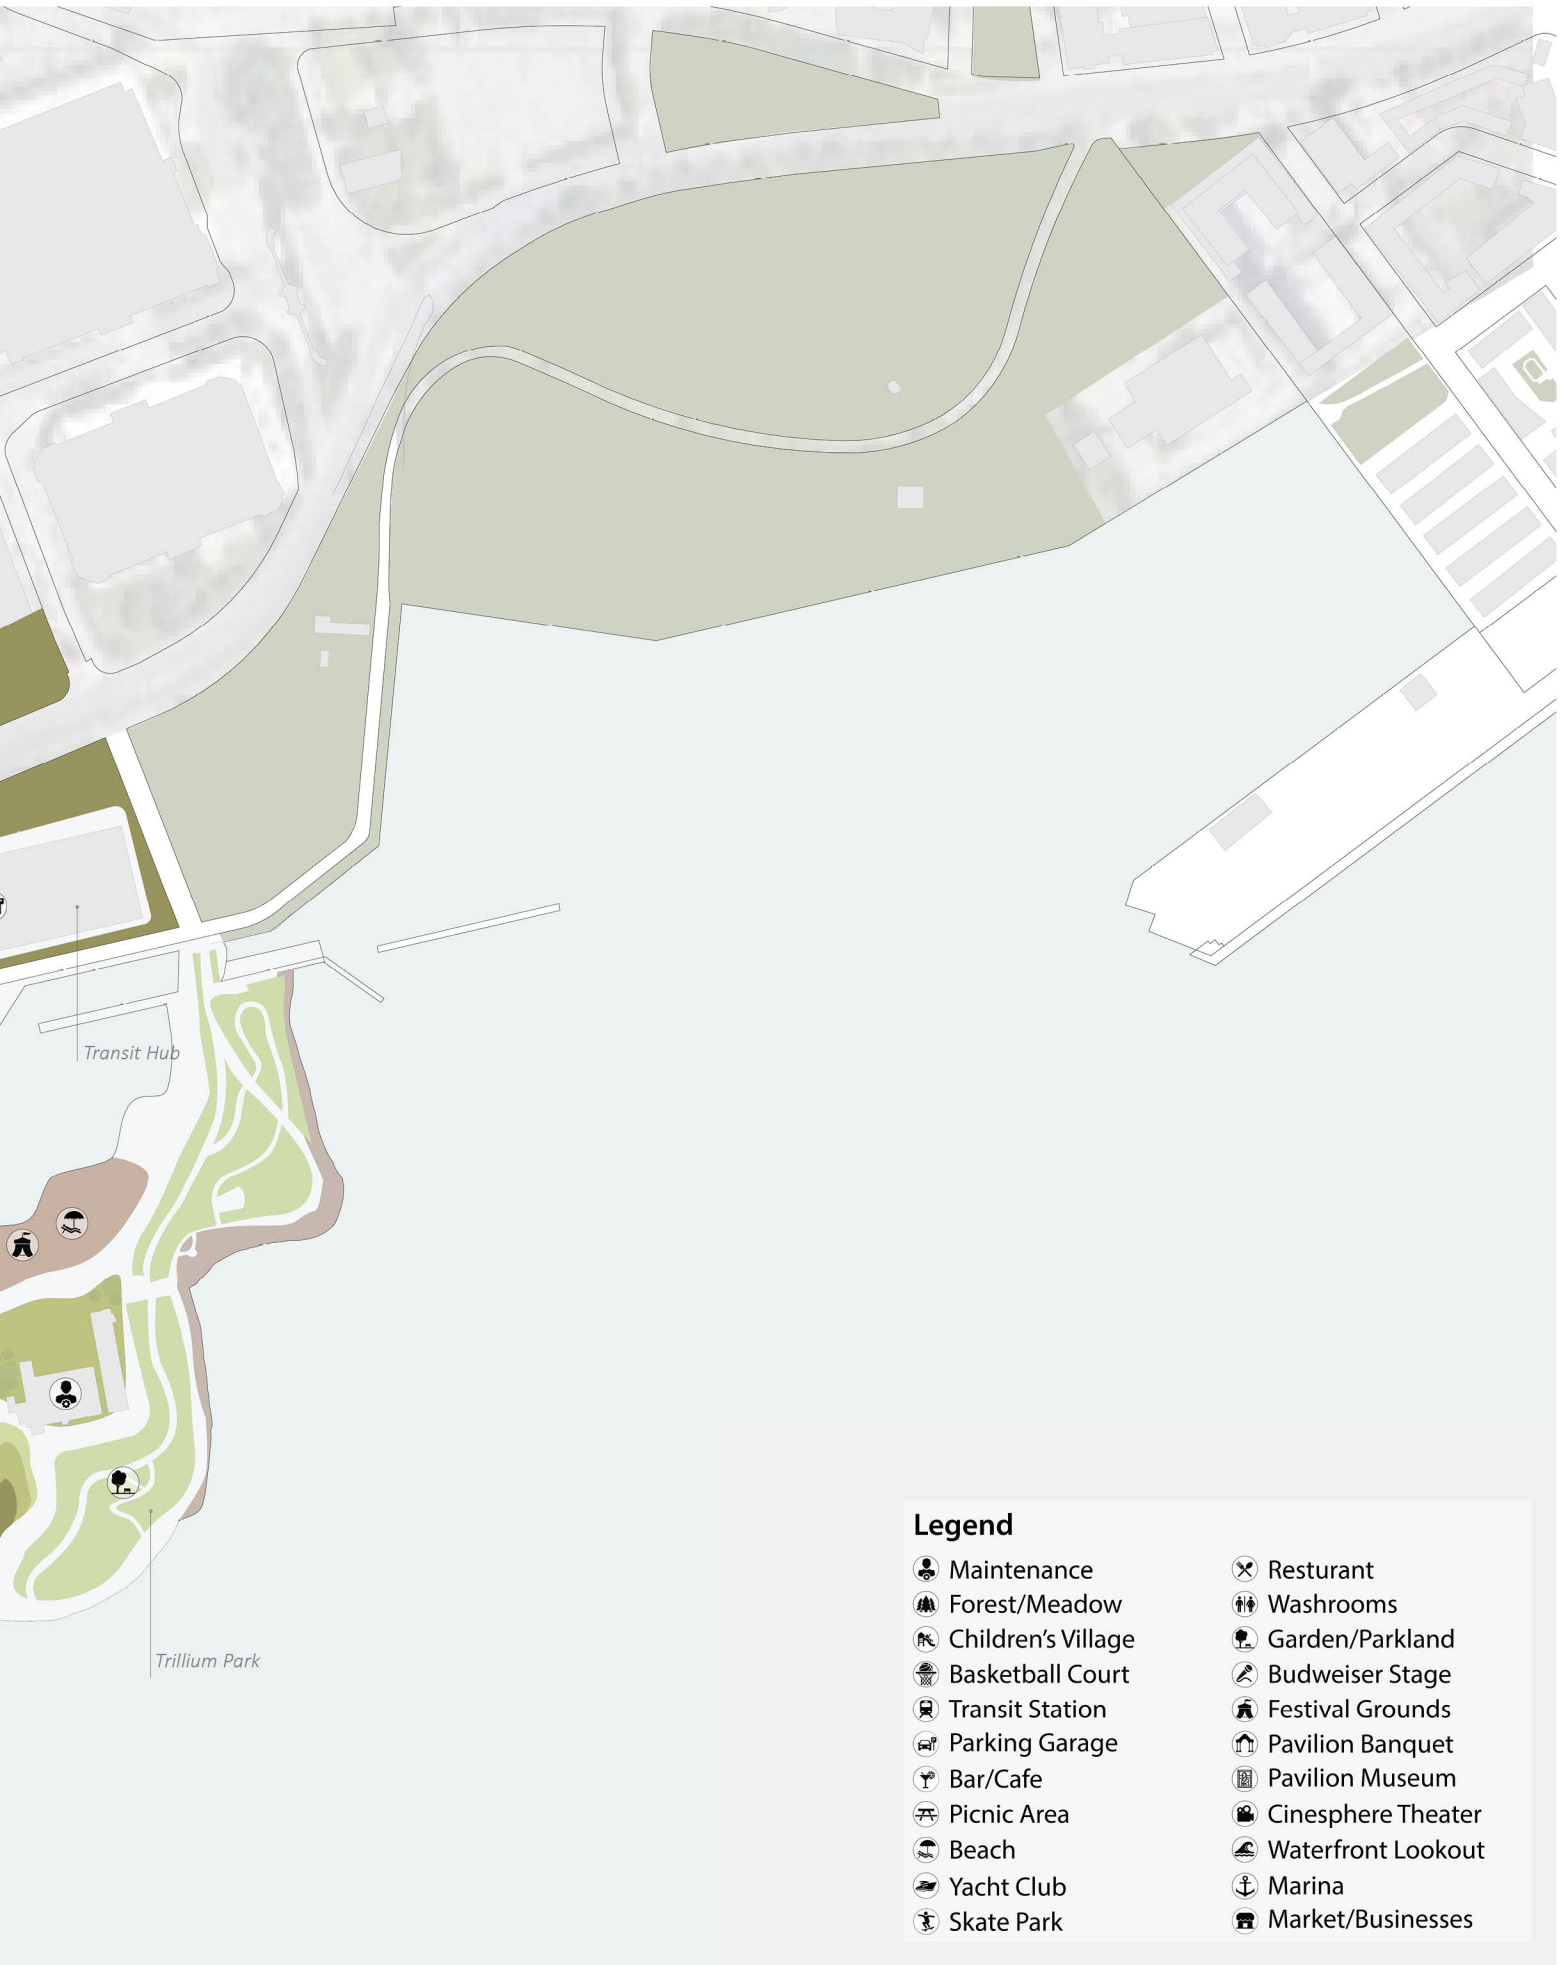 Transit Hub
Trillium Park
Legend
Maintenance
Forest/Meadow
Children's Village
Basketball Court
Transit Station
Parking Garage
Bar/Cafe
Picnic Area
Beach
Yacht Club
Skate Park
Resturant
Washrooms
Garden/Parkland
Budweiser Stage
Festival Grounds
Pavilion Banquet
Pavilion Museum
Cinesphere Theater
Waterfront Lookout
Marina
Market/Businesses